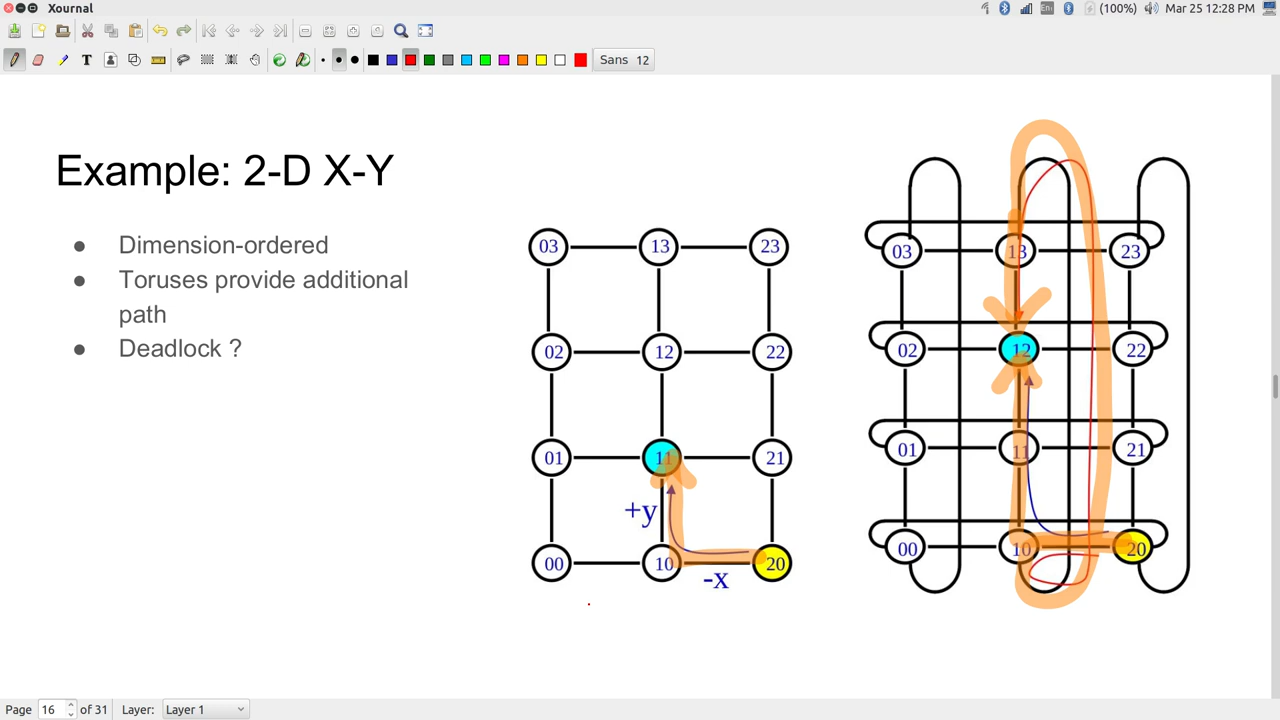 Xournal
En
(100%)
Mar 25 12:28 PM
T
Sans 12
Example: 2-D X-Y
● Dimension-ordered
● Toruses provide additional
path
● Deadlock ?
03 13 23
02 12 22
01 11 21
+y
00 10 20
-x
03 13 23
02 12 22
01 11 21
00 10 20
Page 16 of 31 Layer: Layer 1